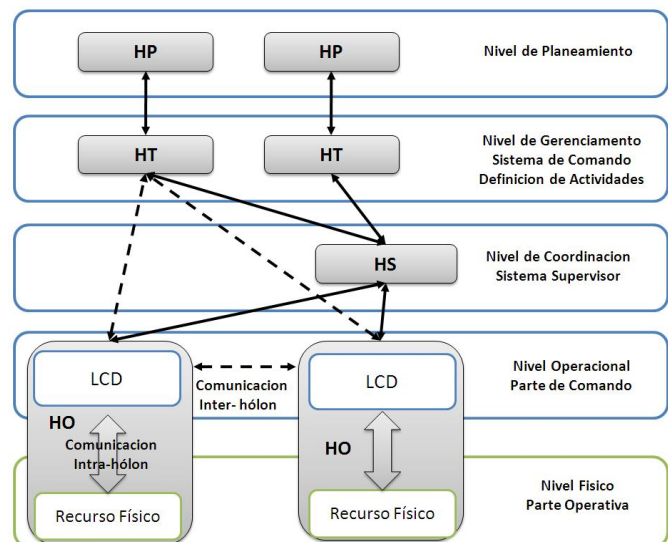 HP
HP
Nivel de Planeamiento
HT
HT
Nivel de Gerenciamento
Sistema de Comando
Definicion de Actividades
HS
Nivel de Coordinacion
Sistema Supervisor
LCD
LCD
Comunicacion
Inter- hólon
Nivel Operacional
Parte de Comando
HO
Comunicacion
Intra-hólon
HO
Recurso Físico
Recurso Físico
Nivel Fisico
Parte Operativa